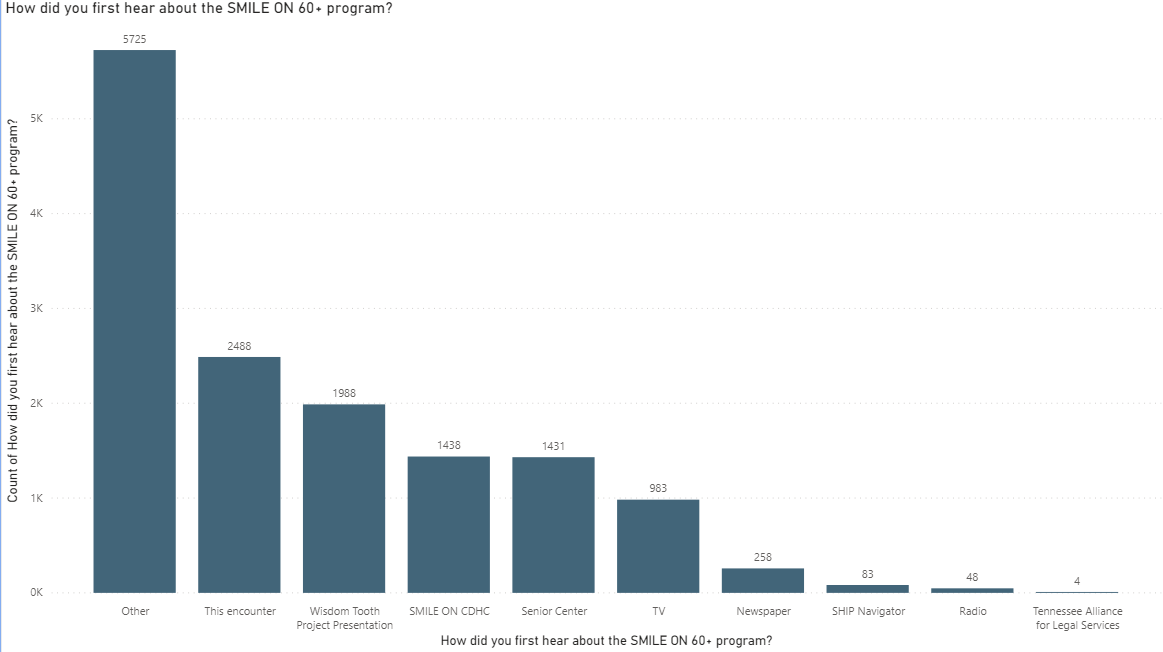 How did you first hear about the SMILE ON 60+ program?
Count of How did you first hear about the SMILE ON 60+ program?
5K
4K
3K
2K
1K
0K
5725
2488
1988
1438
1431
983
258
83
48
4
Other
This encounter
Wisdom Tooth
Project Presentation
SMILE ON CDHC
Senior Center
TV
Newspaper
SHIP Navigator
Radio
Tennessee Alliance
for Legal Services
How did you first hear about the SMILE ON 60+ program?